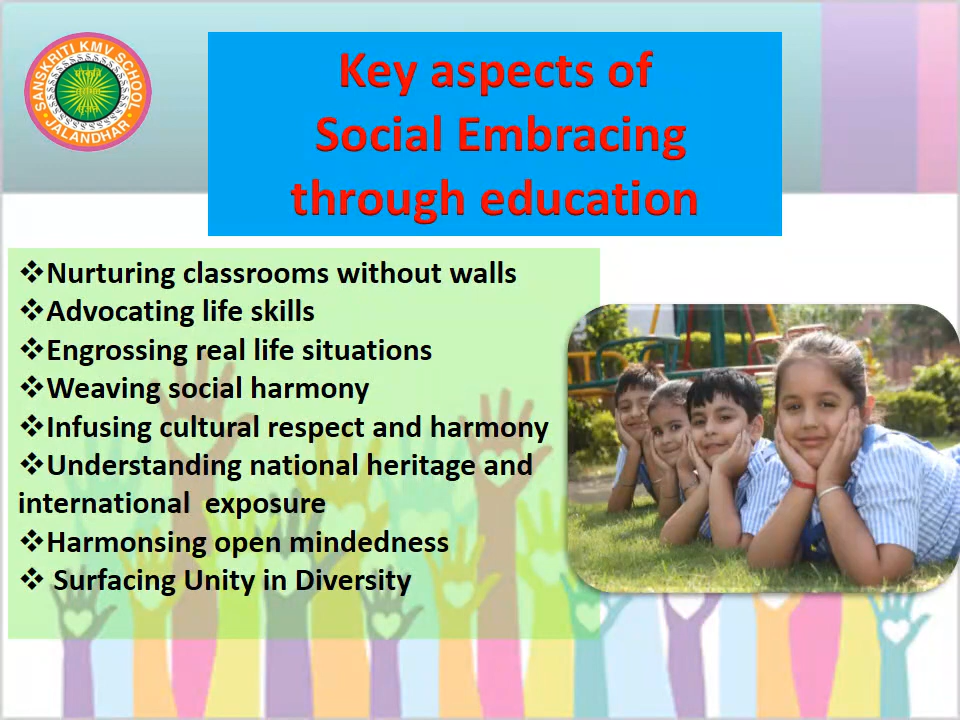 SANSKRITI KMV SCHOOL
JALANDHAR
Key aspects of
Social Embracing
through education
❖Nurturing classrooms without walls
❖Advocating life skills
❖Engrossing real life situations
❖Weaving social harmony
❖Infusing cultural respect and harmony
❖Understanding national heritage and
international exposure
❖Harmonsing open mindedness
❖ Surfacing Unity in Diversity